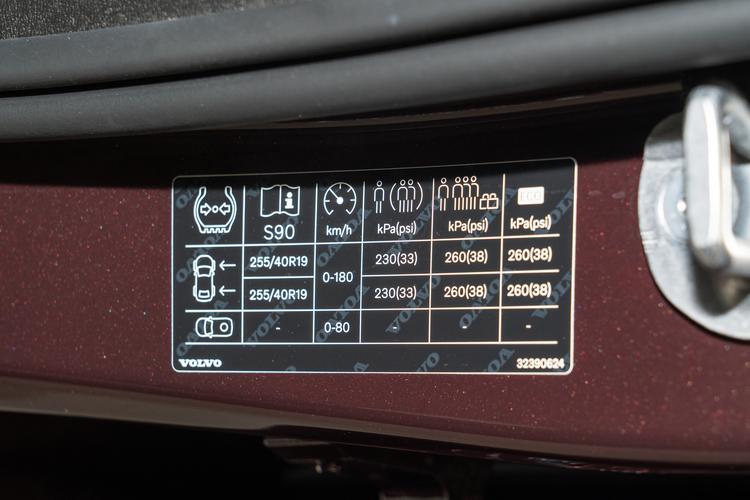 S90 km/h kPa(psi) kPa(psi) ECO kPa(psi)
255/40R19 0-180 230(33) 260(38) 260(38)
255/40R19 230(33) 260(38) 260(38)
- 0-80 - - -
VOLVO 32390624